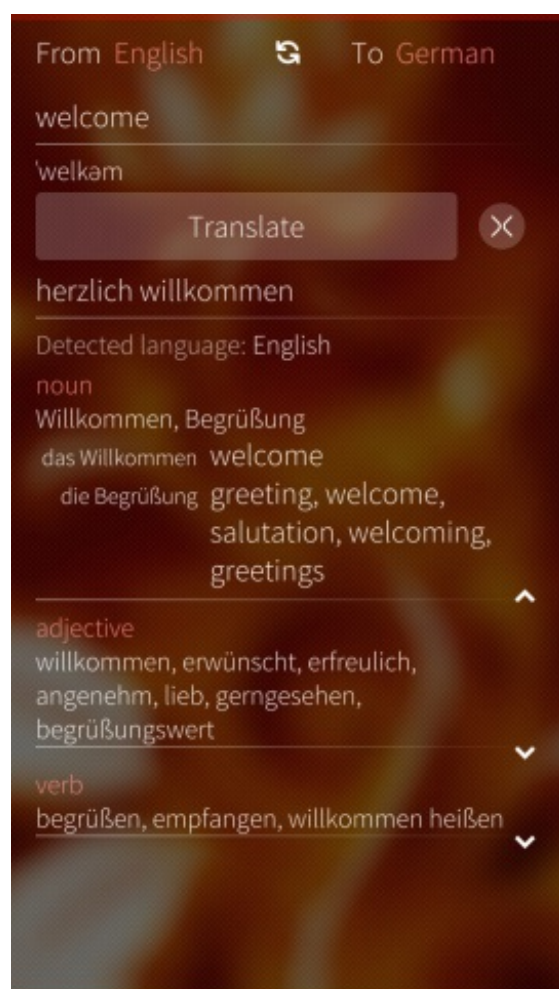 From English To German
welcome
ˈwelkəm
Translate
herzlich willkommen
Detected language: English
noun
Willkommen, Begrüßung
das Willkommen welcome
die Begrüßung greeting, welcome,
salutation, welcoming,
greetings
adjective
willkommen, erwünscht, erfreulich,
angenehm, lieb, gerngesehen,
begrüßungswert
verb
begrüßen, empfangen, willkommen heißen